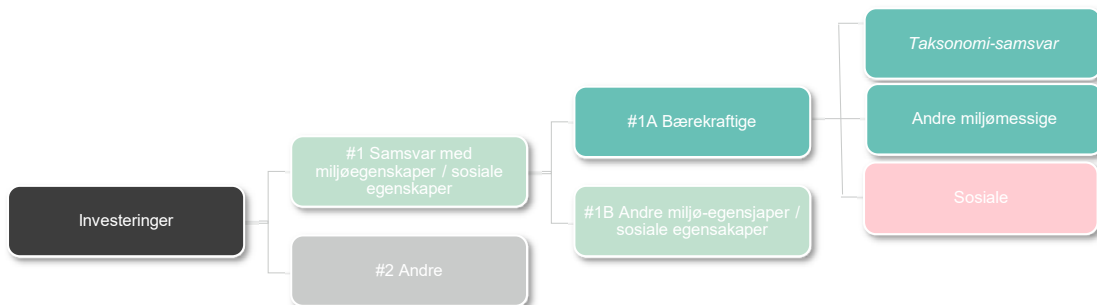 Investeringer
#1 Samsvar med
miljøegenskaper / sosiale
egenskaper
#2 Andre
#1A Bærekraftige
#1B Andre miljø-egensjaper /
sosiale egensakaper
Taksonomi-samsvar
Andre miljømessige
Sosiale